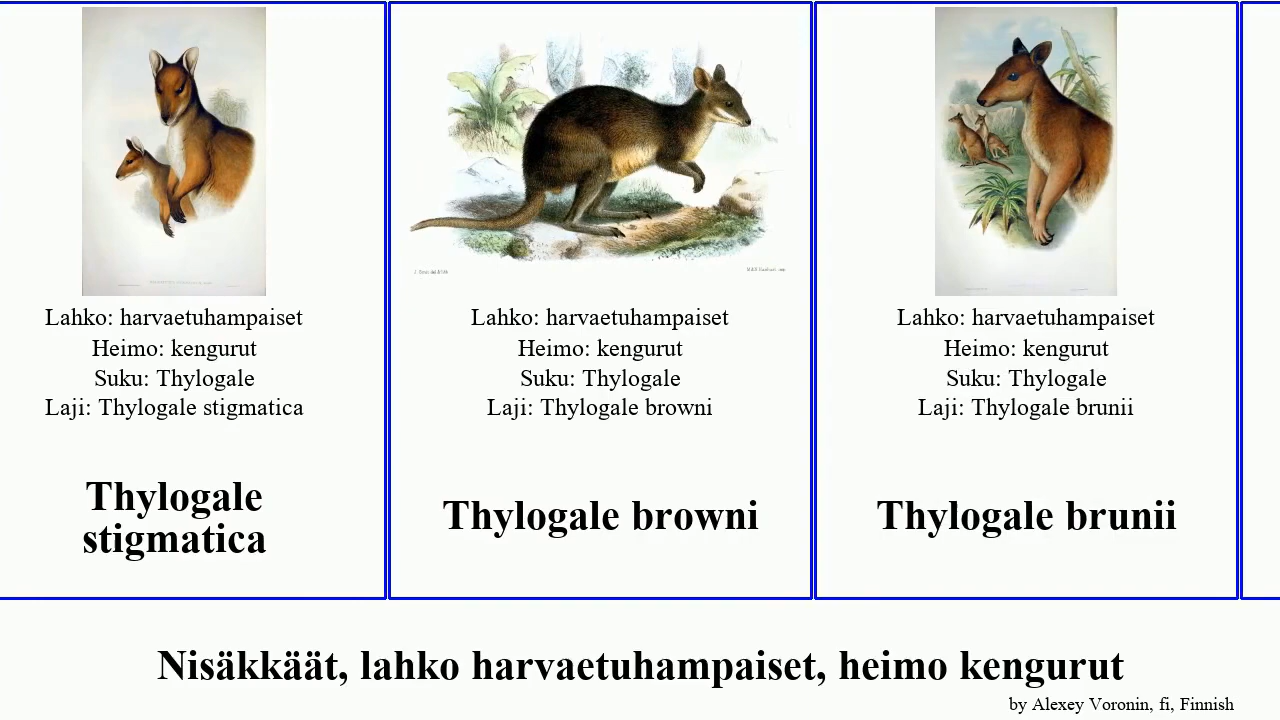 Lahko: harvaetuhampaiset
Heimo: kengurut
Suku: Thylogale
Laji: Thylogale stigmatica
Thylogale
stigmatica
Lahko: harvaetuhampaiset
Heimo: kengurut
Suku: Thylogale
Laji: Thylogale browni
Thylogale browni
Lahko: harvaetuhampaiset
Heimo: kengurut
Suku: Thylogale
Laji: Thylogale brunii
Thylogale brunii
Nisäkkäät, lahko harvaetuhampaiset, heimo kengurut
by Alexey Voronin, fi, Finnish